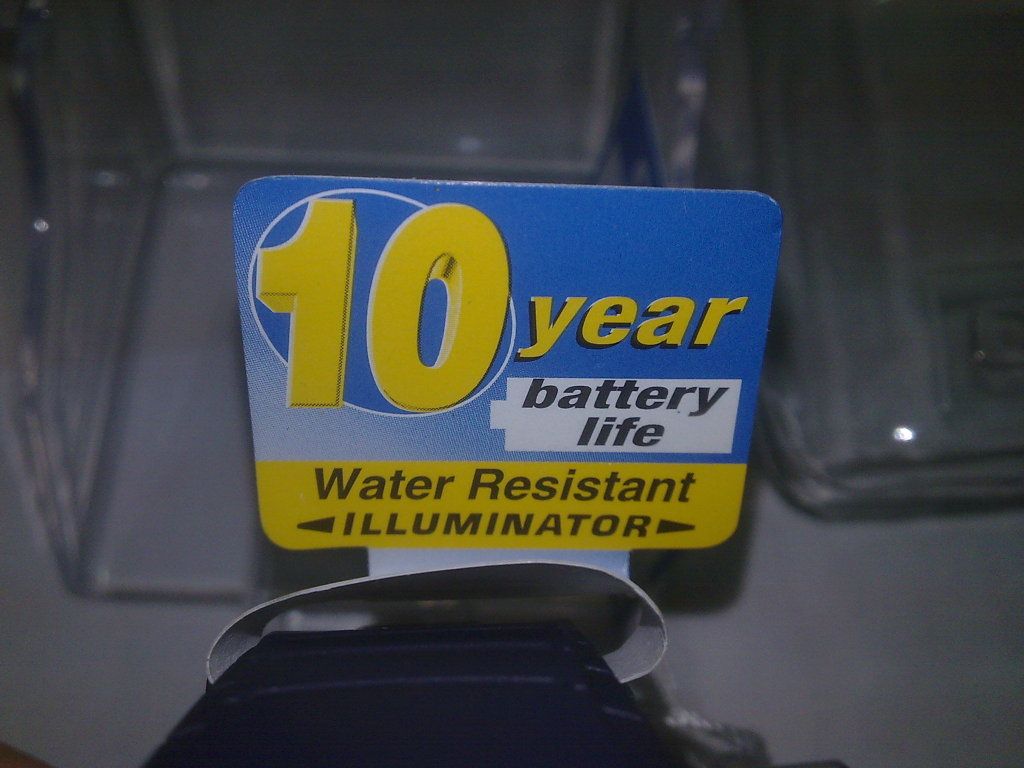 10 year
battery
life
Water Resistant
ILLUMINATOR